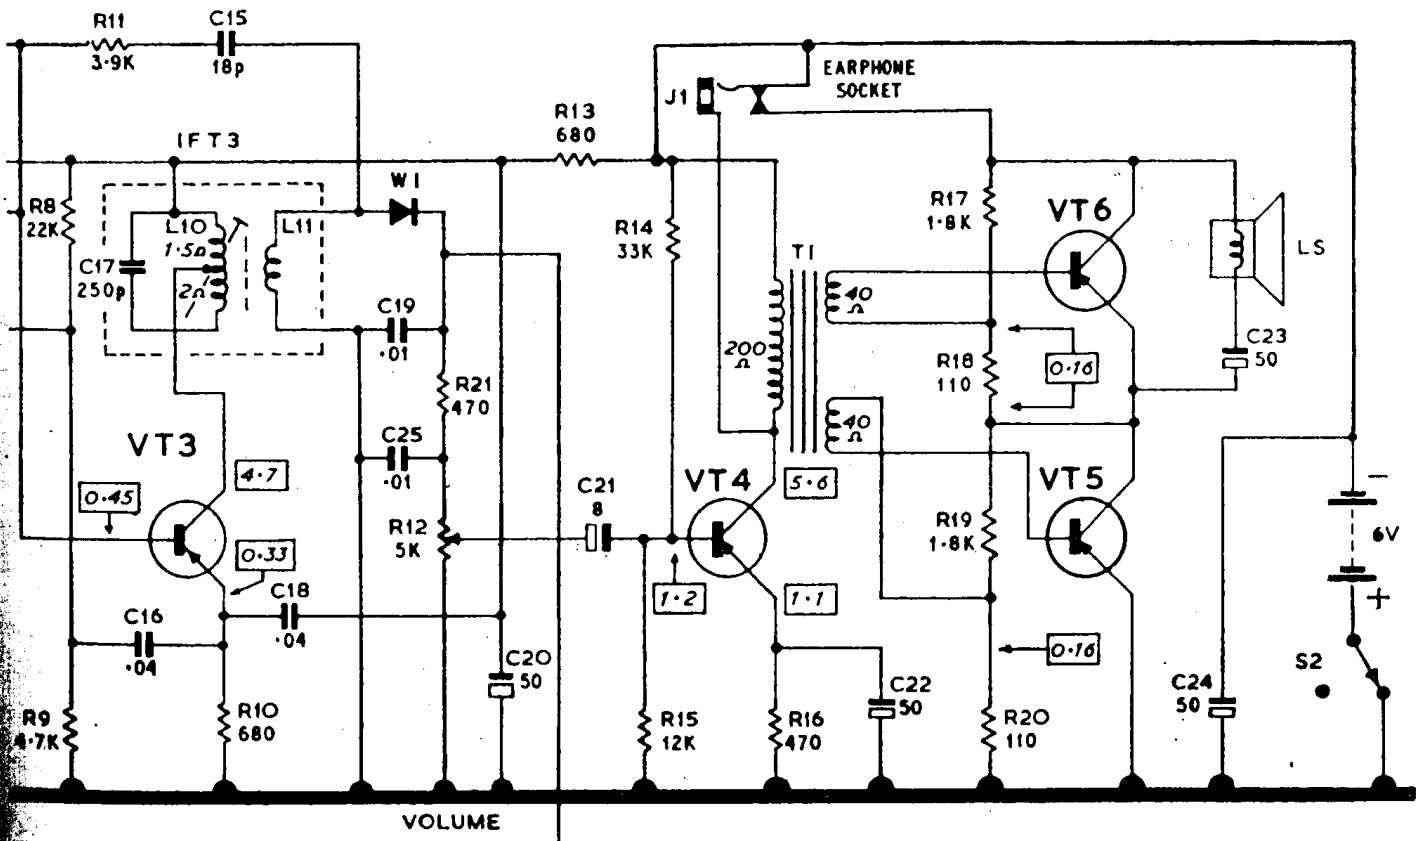 R11
3.9K
C15
18p
EARPHONE
SOCKET
J1
R13
680
IFT3
W1
R8
22K
L10
1.5Ω
L11
C17
250p
2Ω
R14
33K
T1
R17
1.8K
VT6
LS
40
Ω
C19
.01
200
Ω
R18
110
0.16
C23
50
R21
470
40
Ω
VT3
C25
.01
4.7
0.45
C21
8
VT4
5.6
VT5
R12
5K
R19
1.8K
−
6V
+
0.33
C18
.04
1.2
1.1
C16
.04
0.16
C20
50
S2
C22
50
C24
50
R9
4.7K
R10
680
R15
12K
R16
470
R20
110
VOLUME